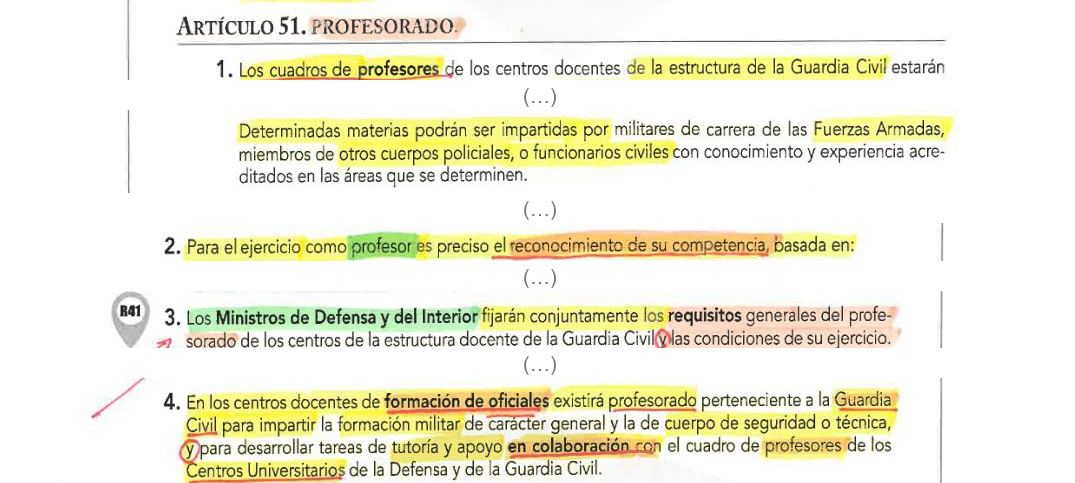 ARTÍCULO 51. PROFESORADO.
1. Los cuadros de profesores de los centros docentes de la estructura de la Guardia Civil estarán
(...)
Determinadas materias podrán ser impartidas por militares de carrera de las Fuerzas Armadas,
miembros de otros cuerpos policiales, o funcionarios civiles con conocimiento y experiencia acre-
ditados en las áreas que se determinen.
(...)
2. Para el ejercicio como profesor es preciso el reconocimiento de su competencia, basada en:
(...)
R41
3. Los Ministros de Defensa y del Interior fijarán conjuntamente los requisitos generales del profe-
sorado de los centros de la estructura docente de la Guardia Civil y las condiciones de su ejercicio.
(...)
4. En los centros docentes de formación de oficiales existirá profesorado perteneciente a la Guardia
Civil para impartir la formación militar de carácter general y la de cuerpo de seguridad o técnica,
y para desarrollar tareas de tutoría y apoyo en colaboración con el cuadro de profesores de los
Centros Universitarios de la Defensa y de la Guardia Civil.